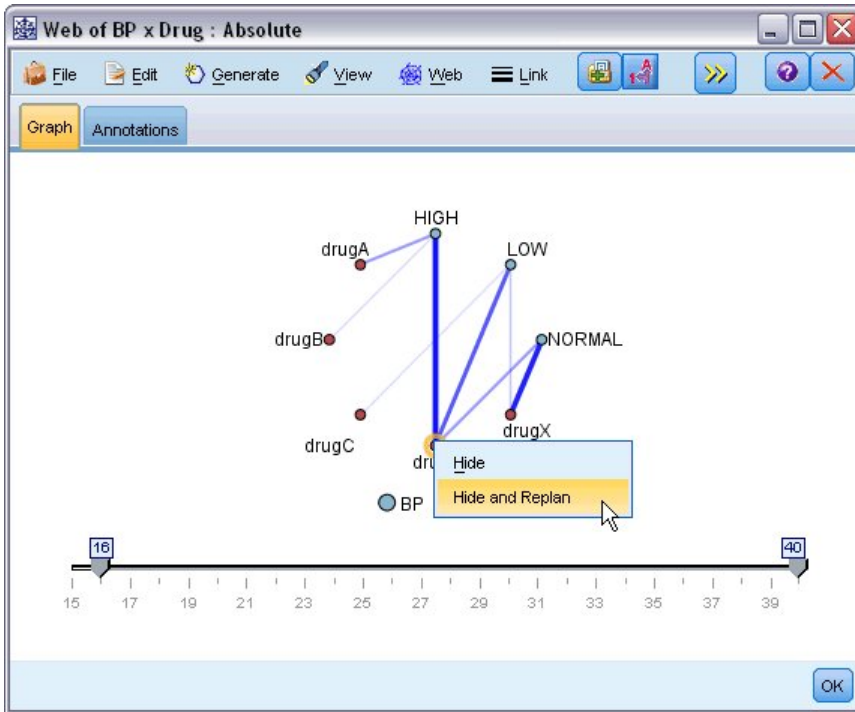 Web of BP x Drug : Absolute
File Edit Generate View Web Link
Graph Annotations
HIGH
drugA
LOW
drugB
NORMAL
drugX
drugC
Hide
Hide and Replan
BP
16 40
15 17 19 21 23 25 27 29 31 33 35 37 39
OK